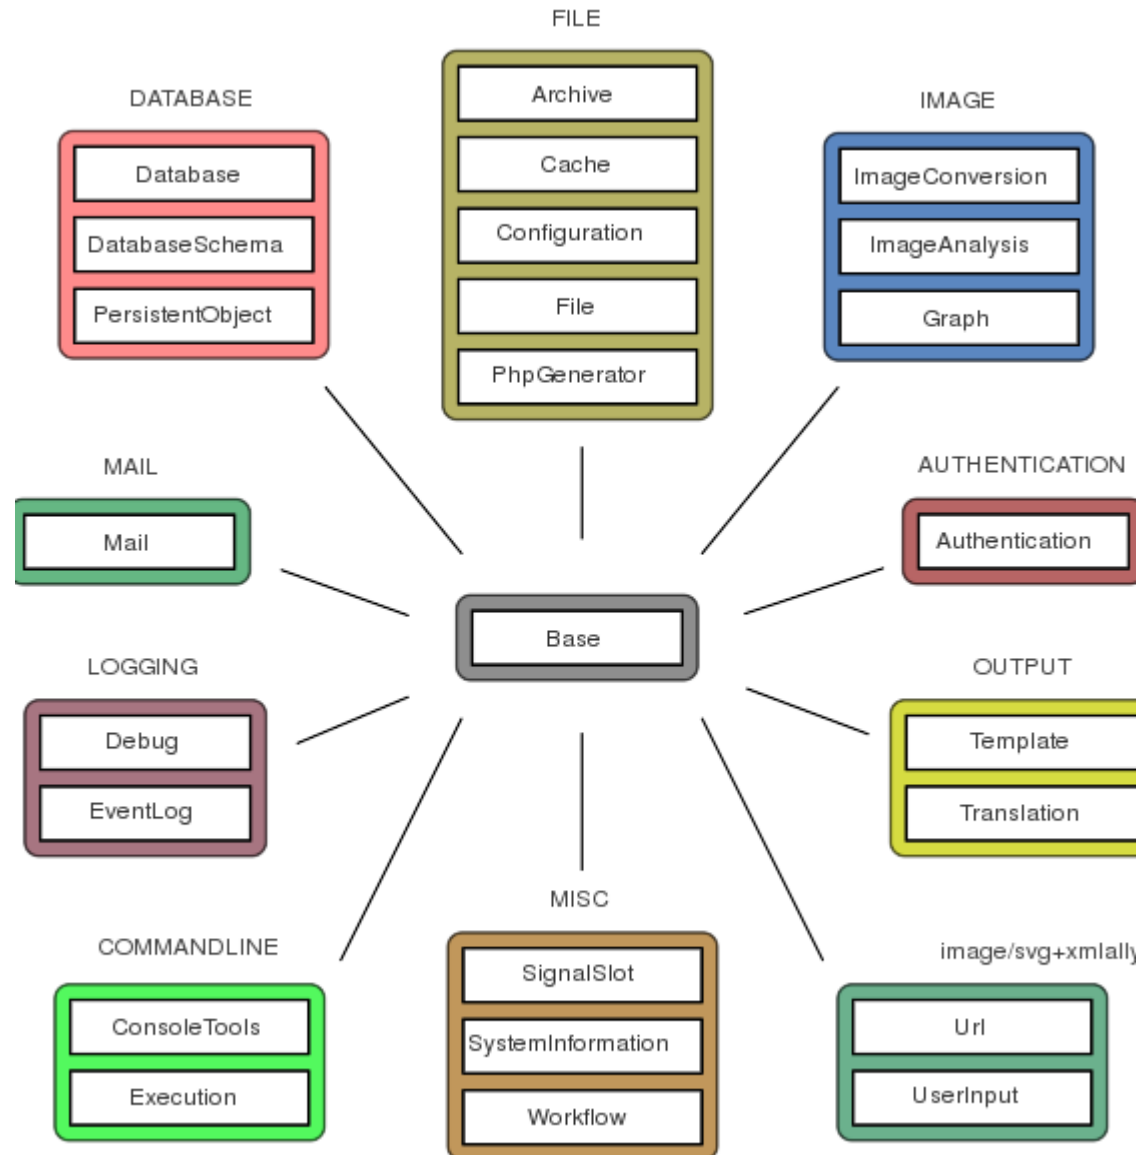 FILE
Archive
Cache
Configuration
File
PhpGenerator
DATABASE
Database
DatabaseSchema
PersistentObject
IMAGE
ImageConversion
ImageAnalysis
Graph
MAIL
Mail
AUTHENTICATION
Authentication
Base
LOGGING
Debug
EventLog
OUTPUT
Template
Translation
COMMANDLINE
ConsoleTools
Execution
MISC
SignalSlot
SystemInformation
Workflow
image/svg+xmlally
Url
UserInput